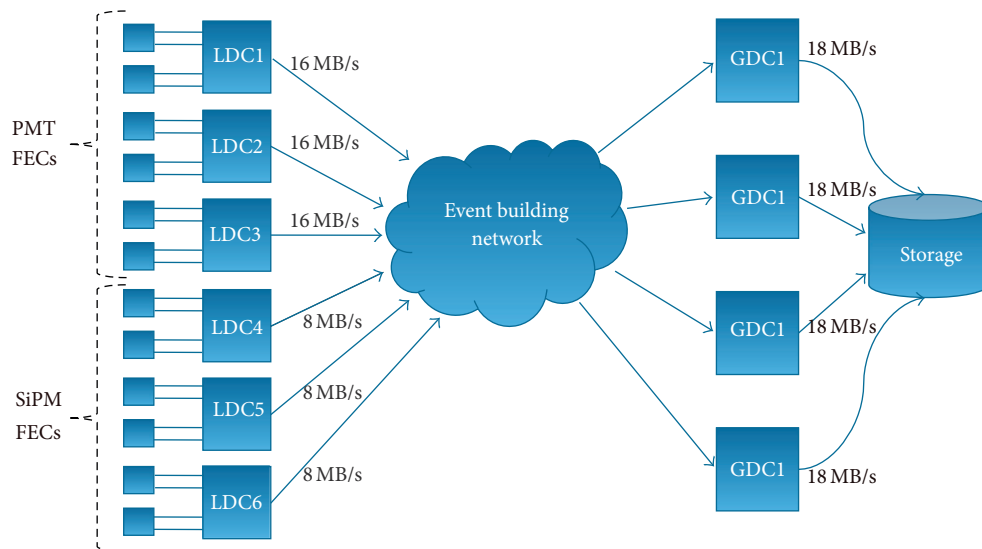 PMT
FECs
SiPM
FECs
LDC1
LDC2
LDC3
LDC4
LDC5
LDC6
16 MB/s
16 MB/s
16 MB/s
8 MB/s
8 MB/s
8 MB/s
Event building
network
GDC1
GDC1
GDC1
GDC1
18 MB/s
18 MB/s
18 MB/s
18 MB/s
Storage